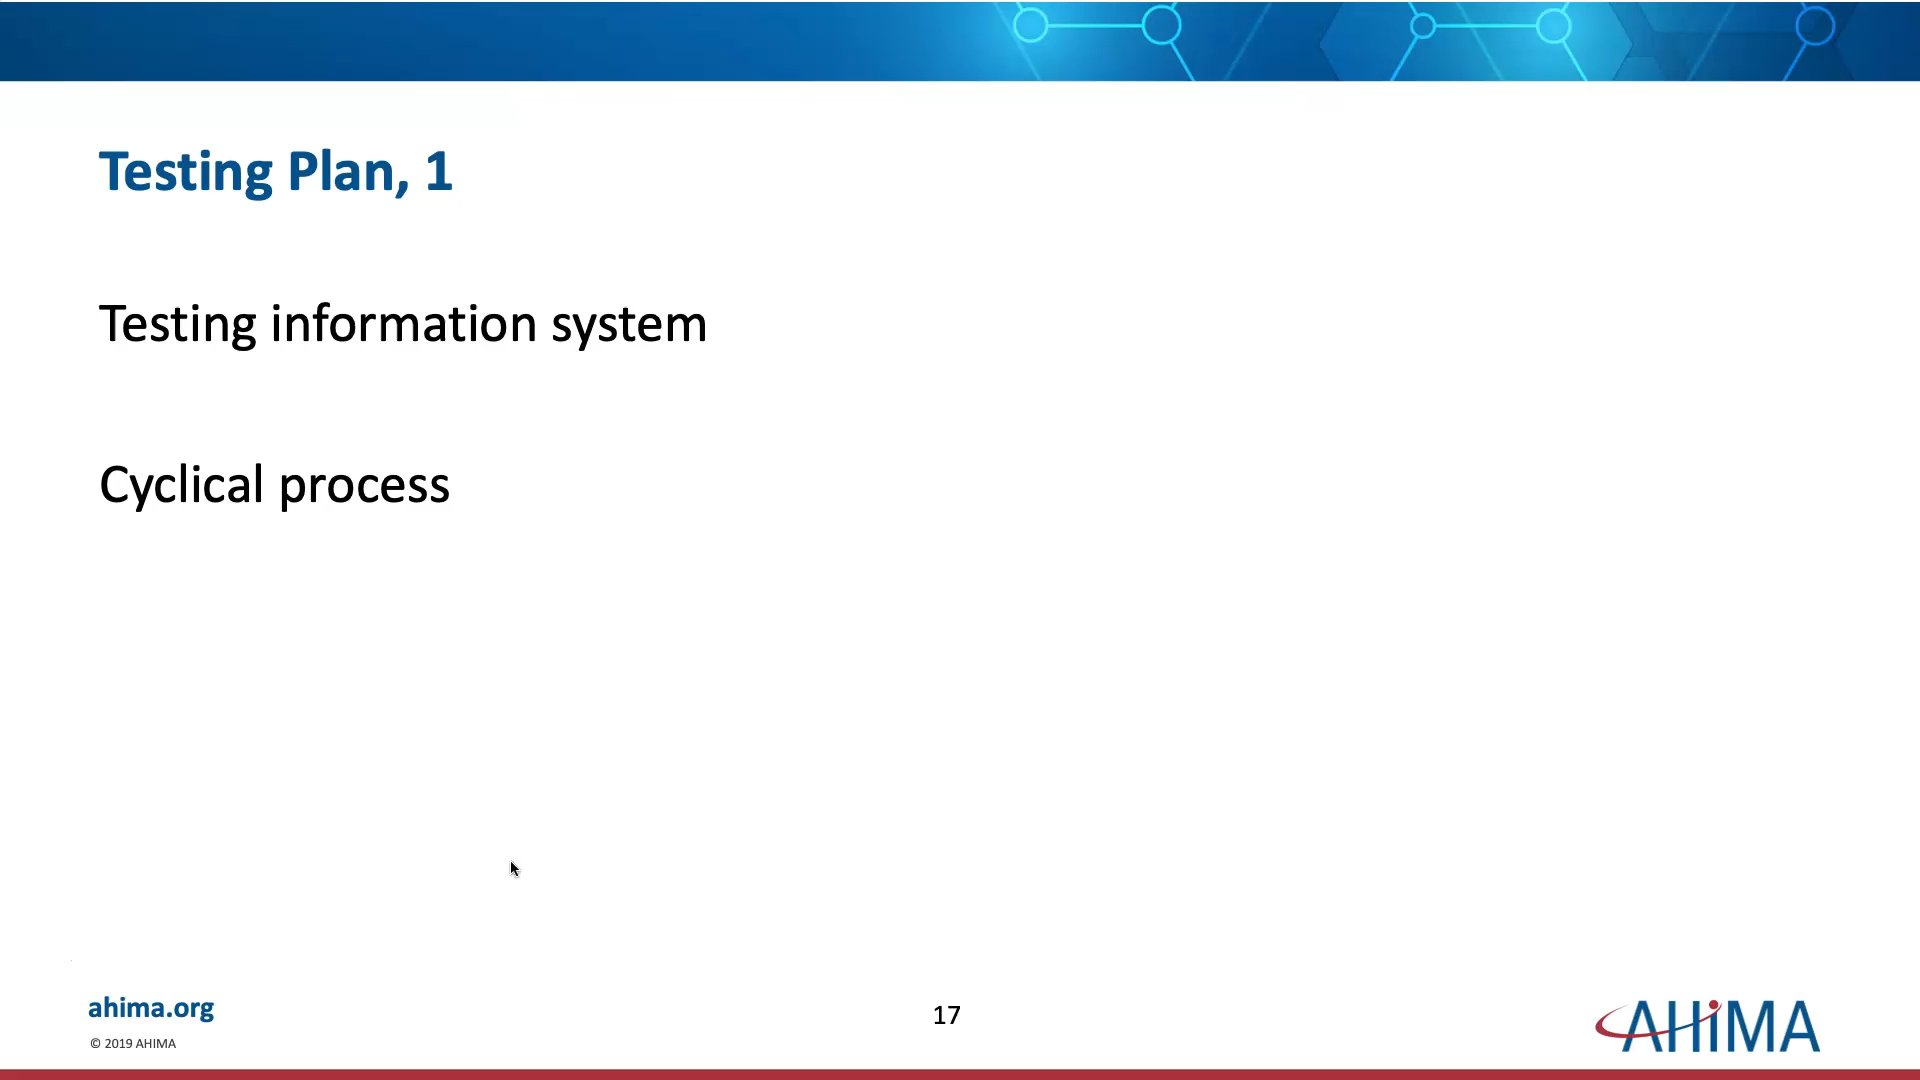 Testing Plan, 1
Testing information system
Cyclical process
ahima.org
17
© 2019 AHIMA
AHiMA